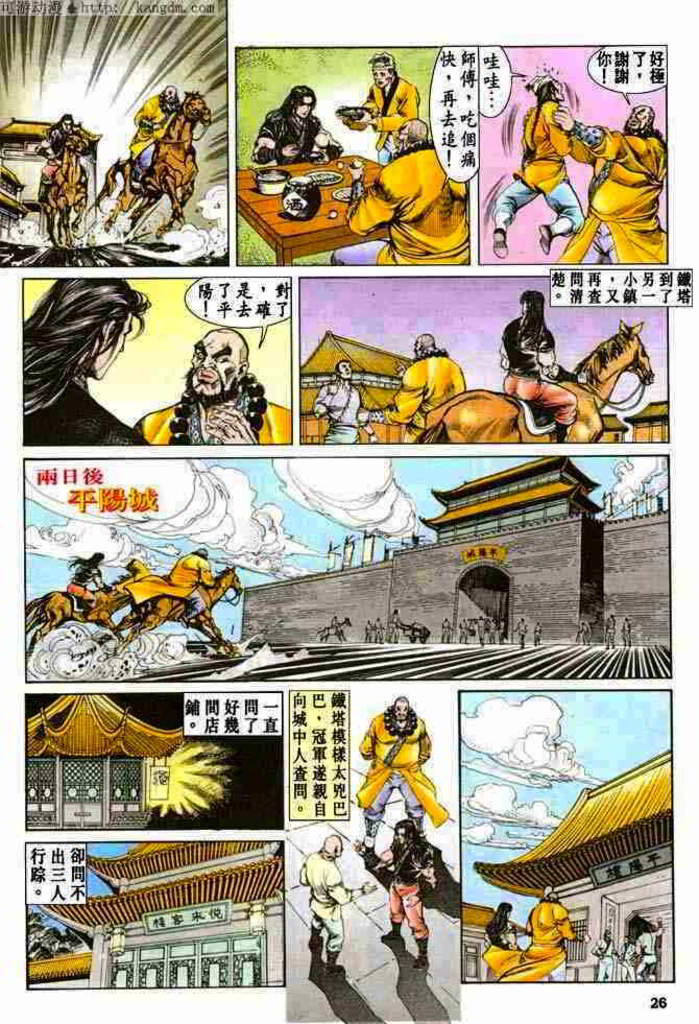 可游动漫◆http://kangdm.com
師傅，吃個痛
快，再去追！
哇哇…
好極
了，
謝謝
你！
對了，
確是去
了平
陽！
鐵塔
到了
另一
小鎮
，又
再查
問清
楚。
兩日後
平陽城
城陽平
一直
問了
好幾
間店
鋪。
鐵塔模樣太兇巴
巴，冠軍遂親自
向城中人查問。
卻問不
出三人
行踪。
悅來客棧
平陽樓
酒
26